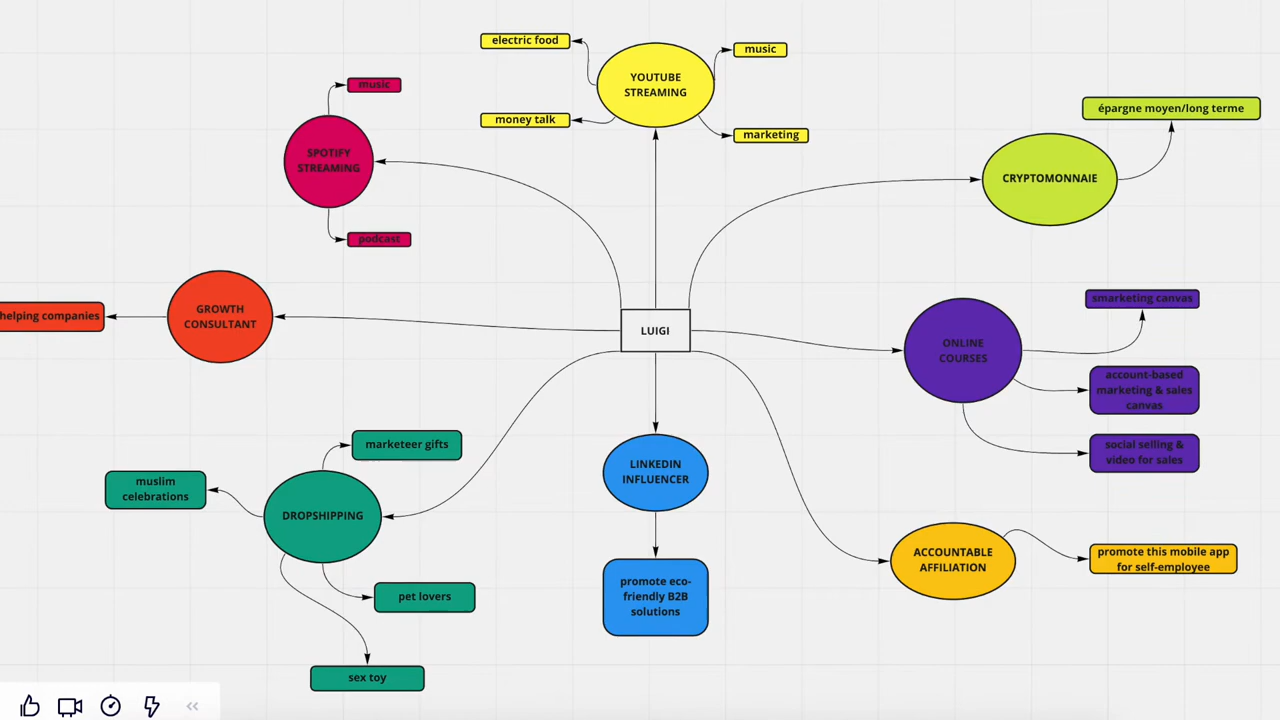 electric food
music
YOUTUBE
STREAMING
money talk
marketing
music
SPOTIFY
STREAMING
podcast
épargne moyen/long terme
CRYPTOMONNAIE
helping companies
GROWTH
CONSULTANT
LUIGI
smarketing canvas
ONLINE
COURSES
account-based
marketing & sales
canvas
social selling &
video for sales
marketeer gifts
muslim
celebrations
DROPSHIPPING
pet lovers
sex toy
LINKEDIN
INFLUENCER
promote eco-
friendly B2B
solutions
ACCOUNTABLE
AFFILIATION
promote this mobile app
for self-employee